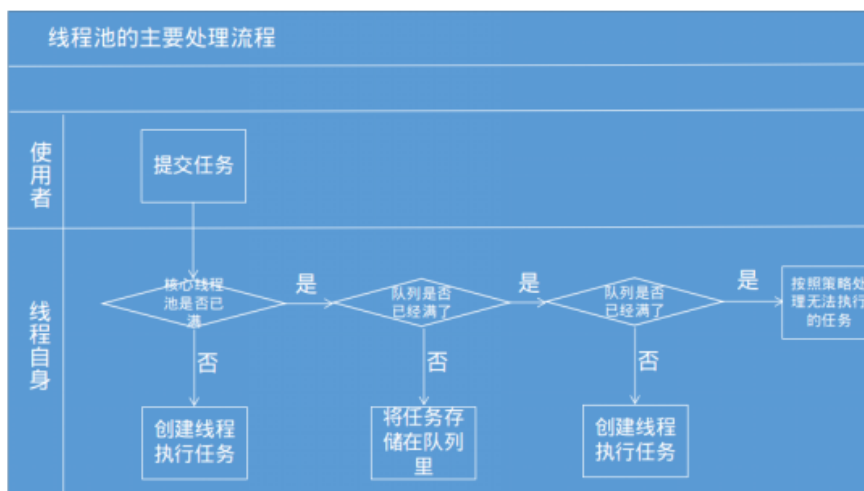 线程池的主要处理流程
使
用
者
提交任务
线
程
自
身
核心线程
池是否已
满
是
队列是否
已经满了
是
队列是否
已经满了
是
按照策略处
理无法执行
的任务
否
否
否
创建线程
执行任务
将任务存
储在队列
里
创建线程
执行任务